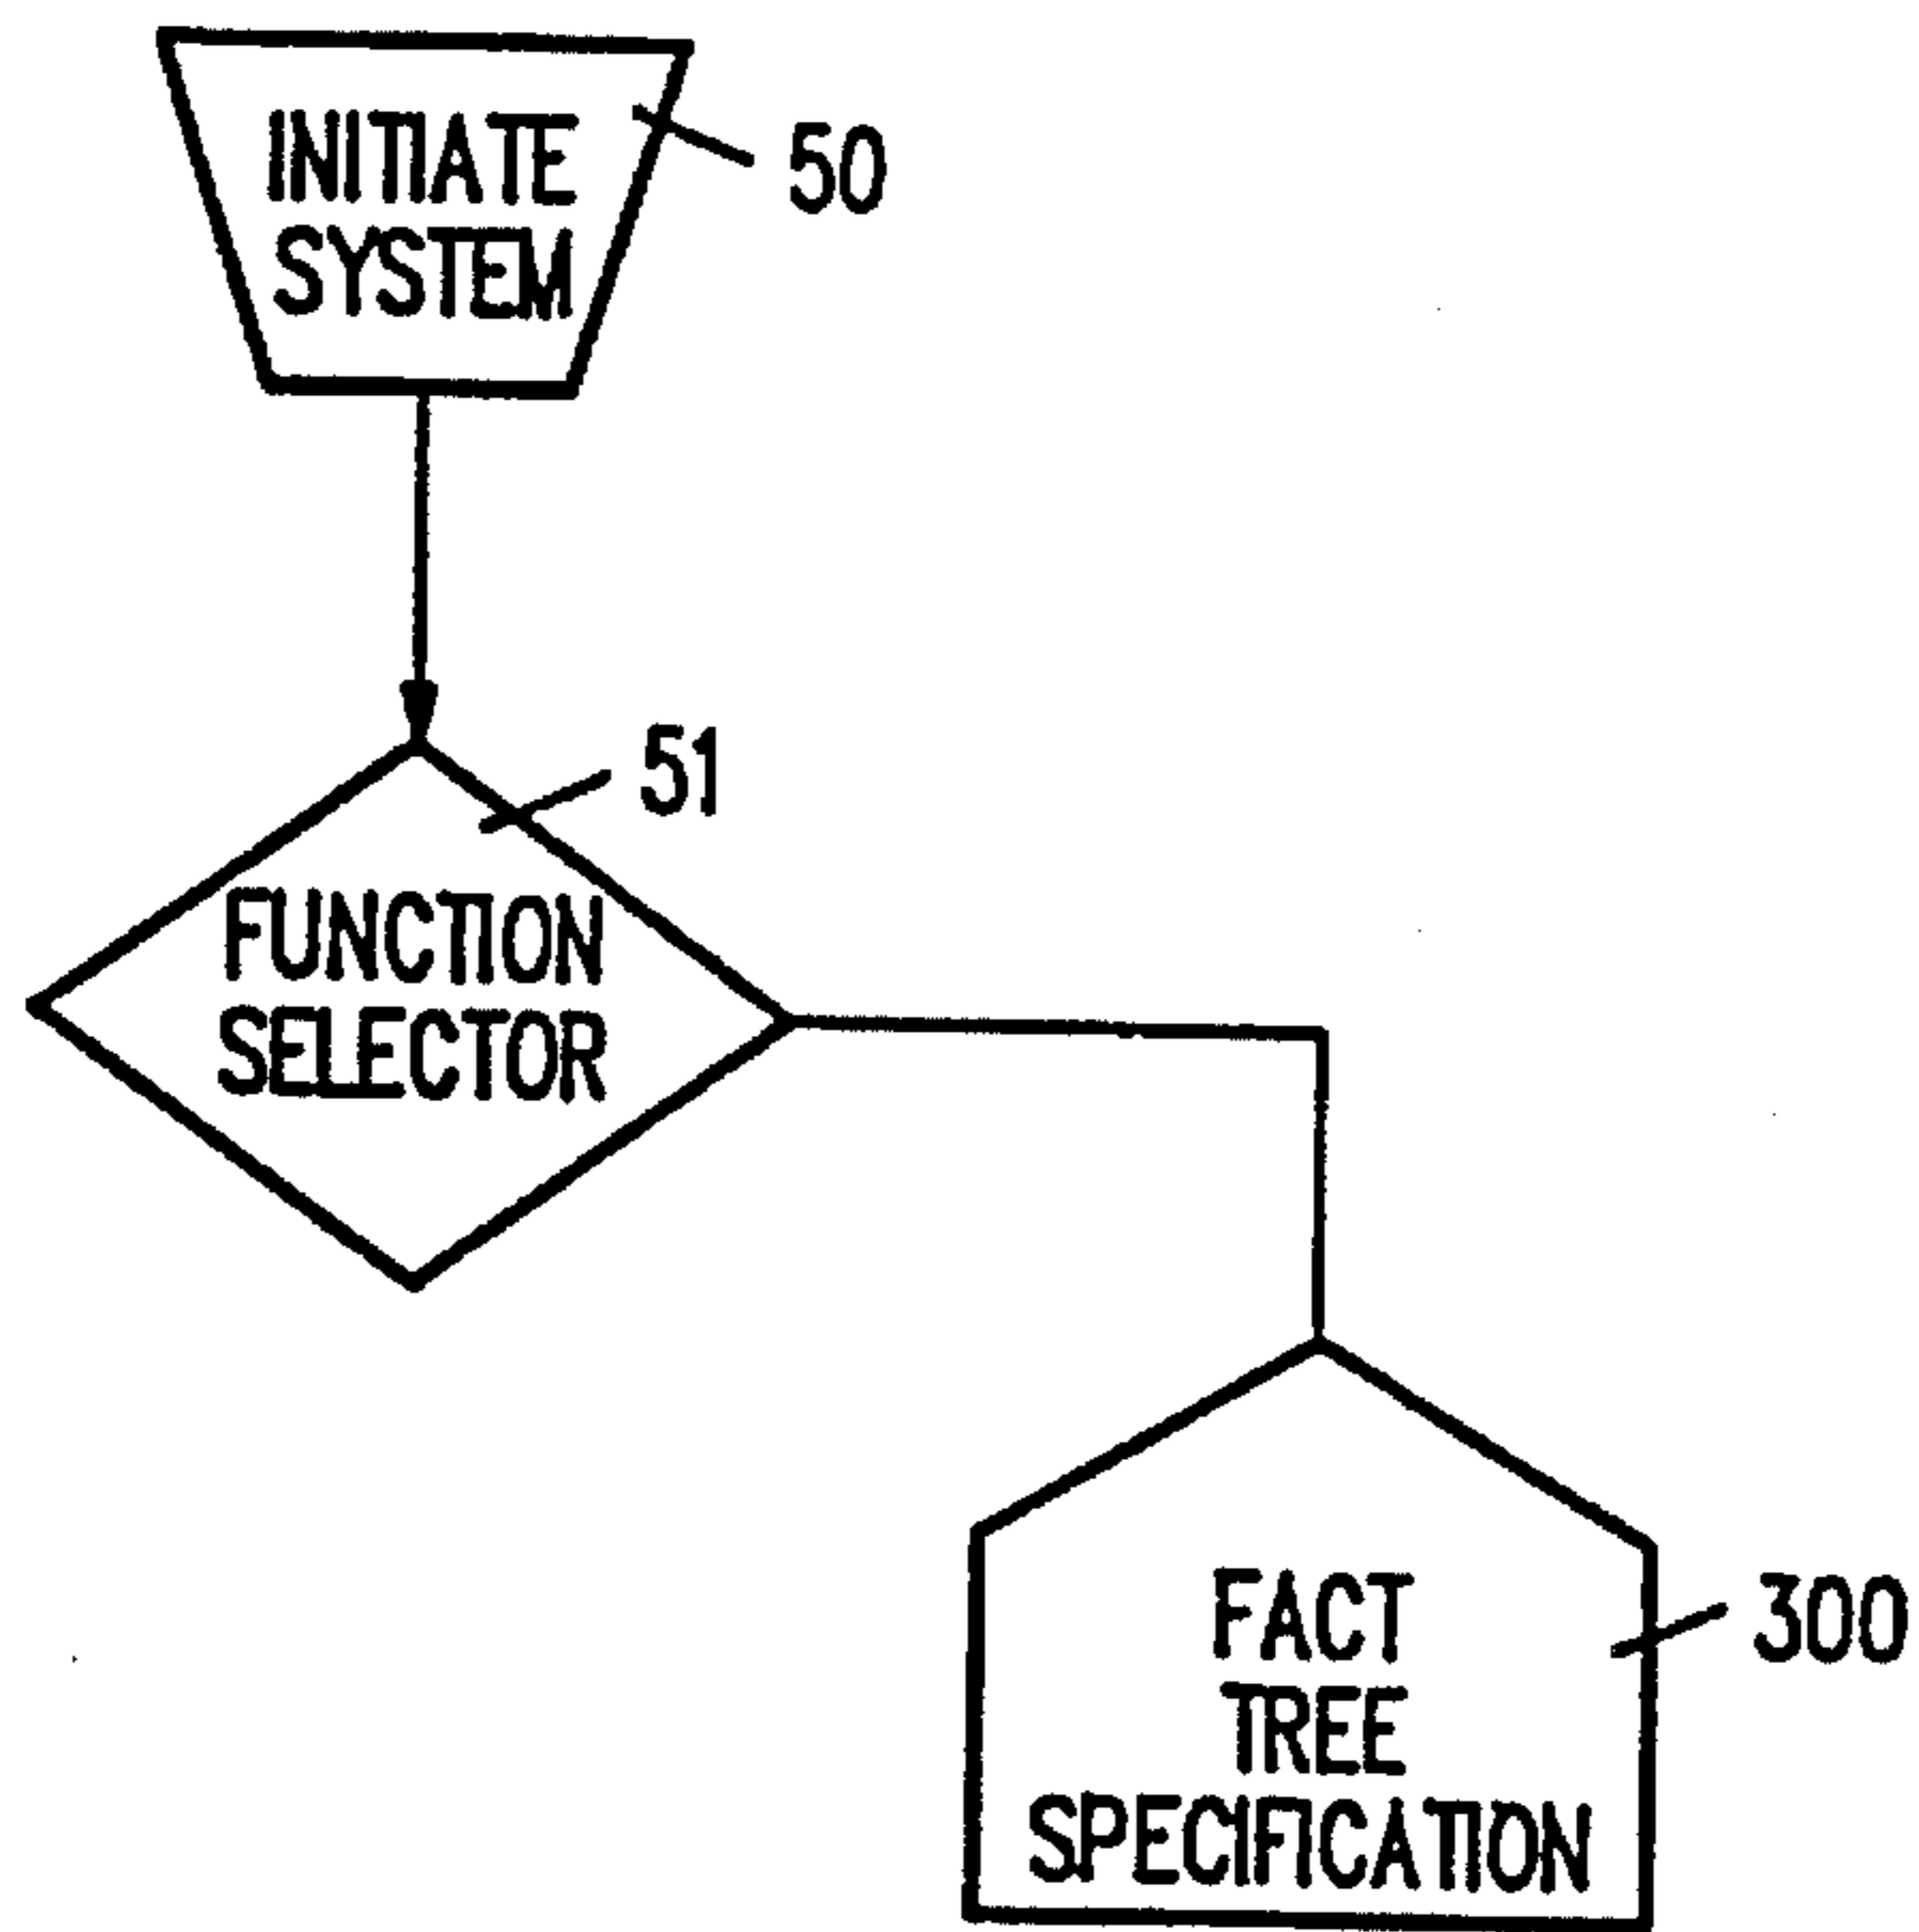 INITIATE
SYSTEM
50
51
FUNCTION
SELECTOR
FACT
TREE
SPECIFICATION
300